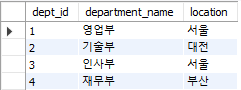 dept_id department_name location
1 영업부 서울
2 기술부 대전
3 인사부 서울
4 재무부 부산